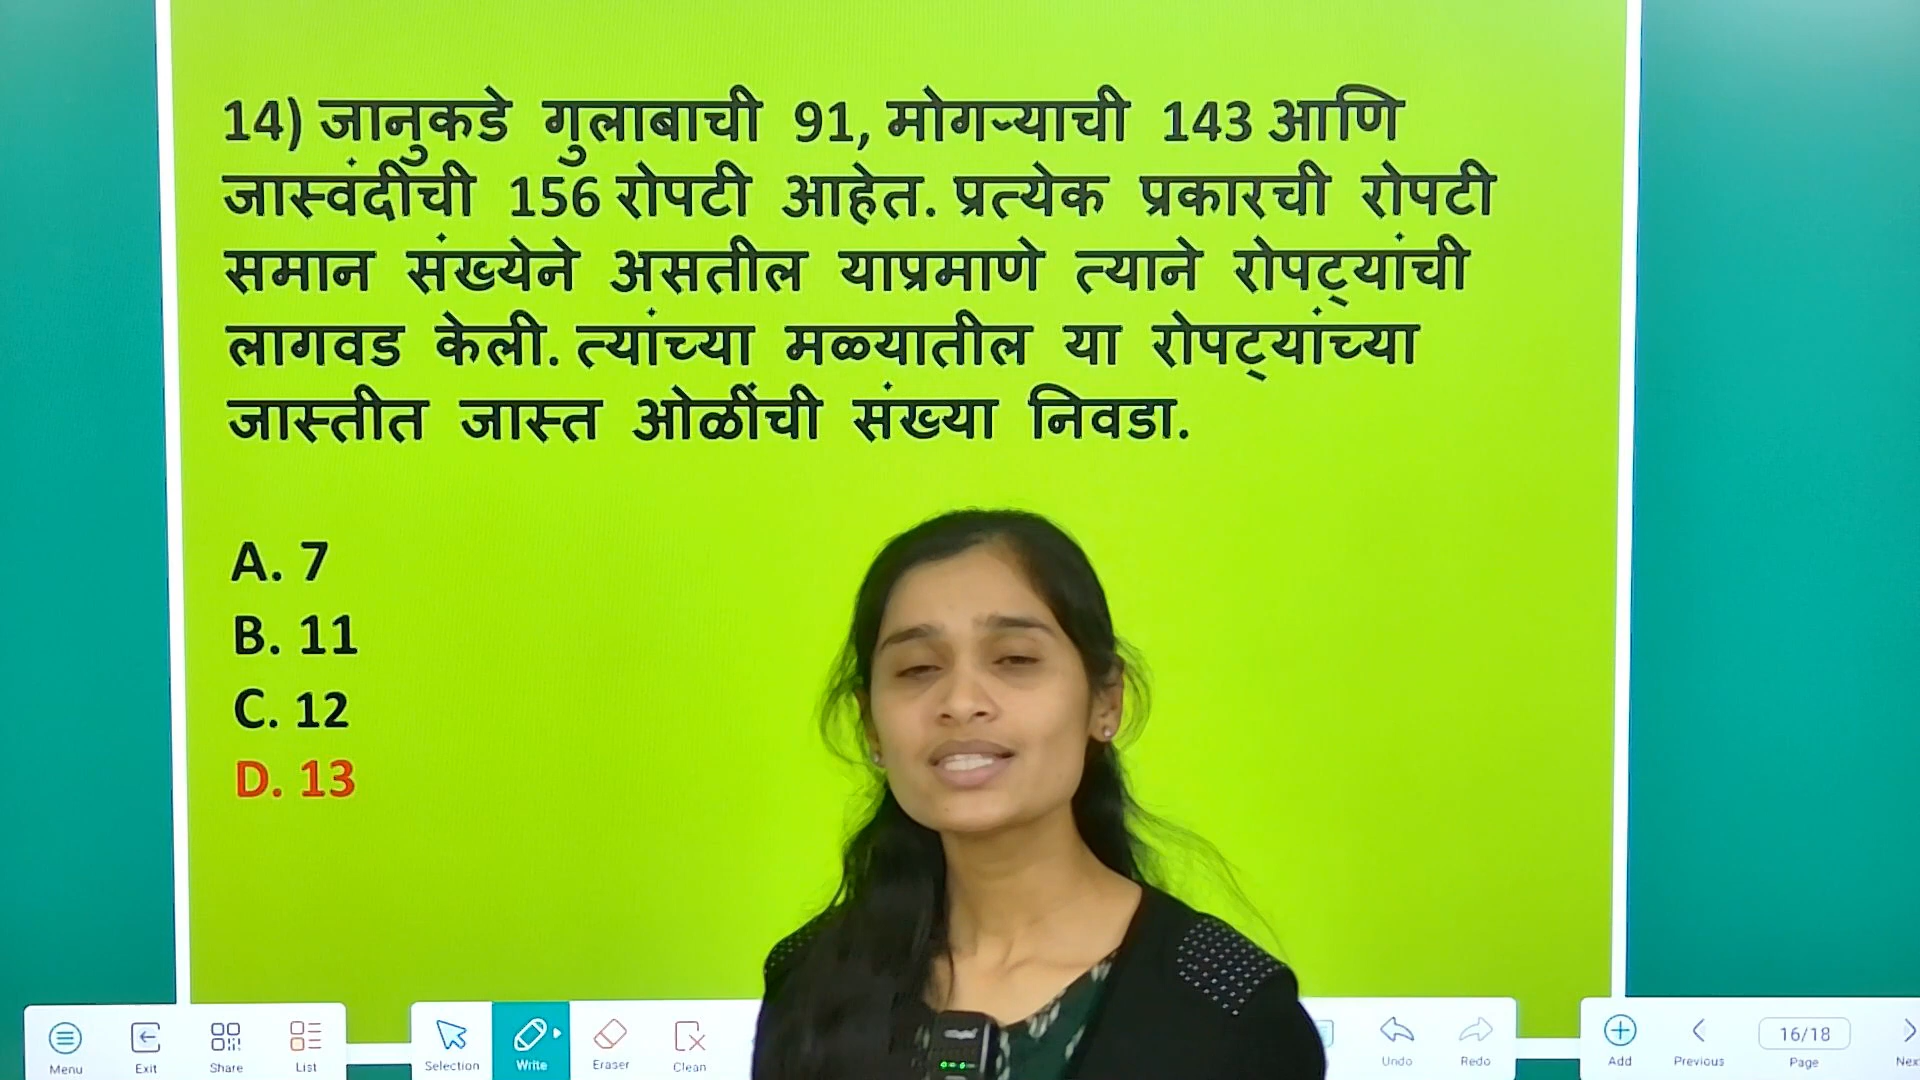 14) जानुकडे गुलाबाची 91, मोगऱ्याची 143 आणि
जास्वंदीची 156 रोपटी आहेत. प्रत्येक प्रकारची रोपटी
समान संख्येने असतील याप्रमाणे त्याने रोपट्यांची
लागवड केली. त्यांच्या मळ्यातील या रोपट्यांच्या
जास्तीत जास्त ओळींची संख्या निवडा.
A. 7
B. 11
C. 12
D. 13
Menu Exit Share List Selection Write Eraser Clean Undo Redo Add Previous 16/18 Page